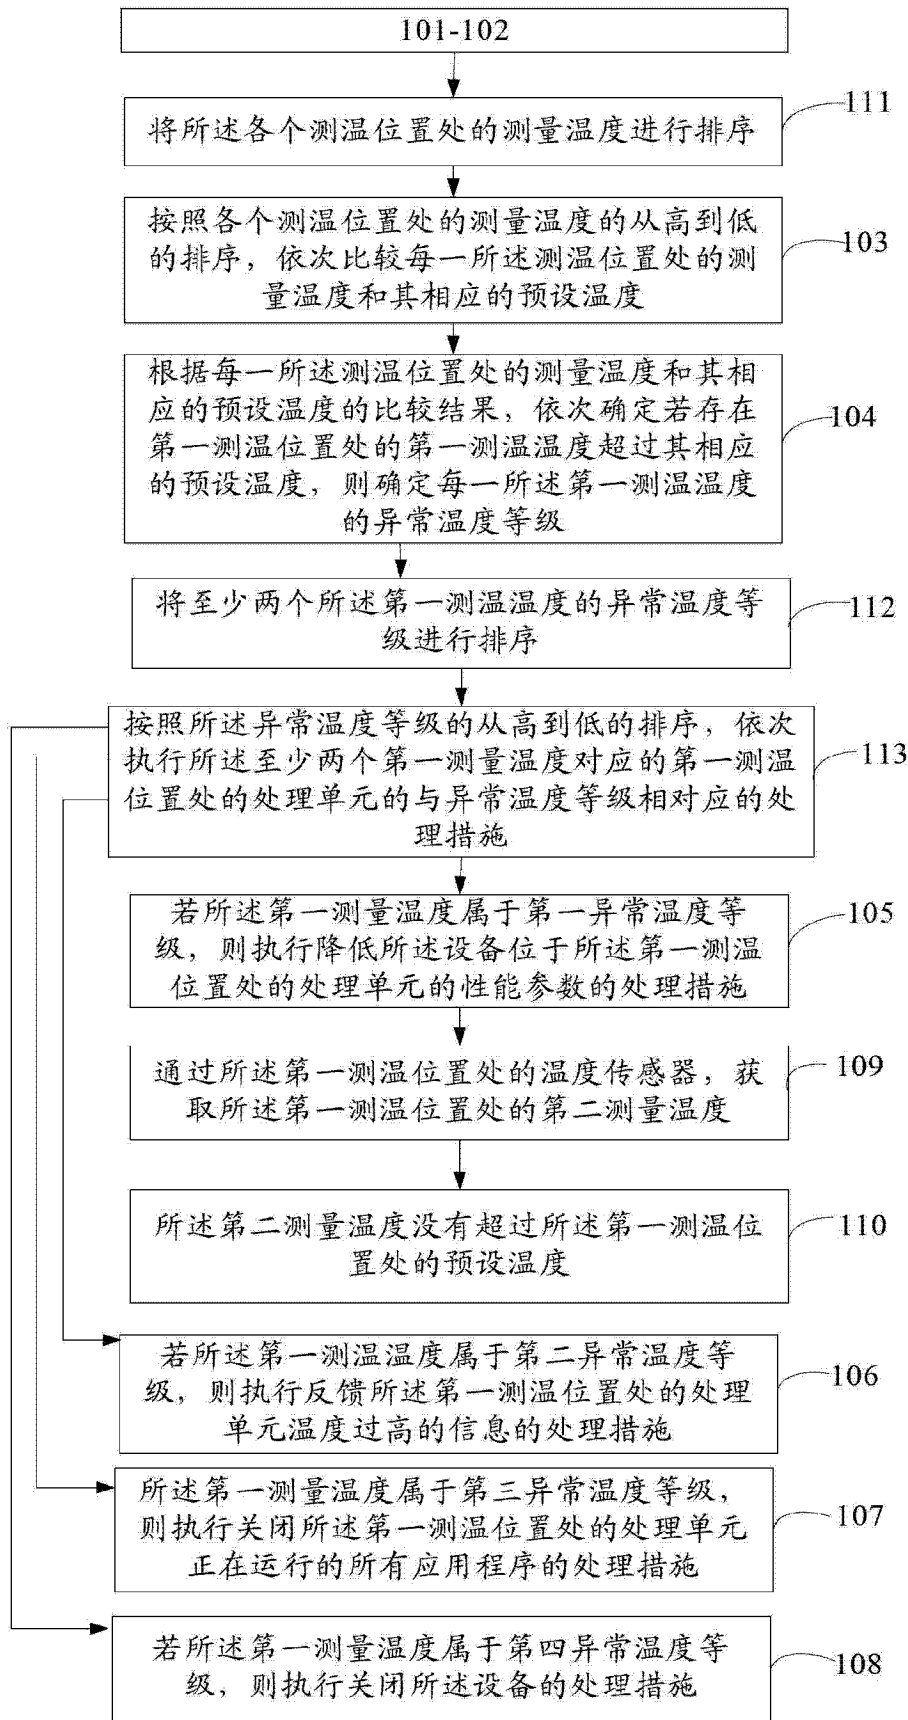 101-102
111
将所述各个测温位置处的测量温度进行排序
按照各个测温位置处的测量温度的从高到低
的排序，依次比较每一所述测温位置处的测
量温度和其相应的预设温度
103
根据每一所述测温位置处的测量温度和其相
应的预设温度的比较结果，依次确定若存在
第一测温位置处的第一测温温度超过其相应
的预设温度，则确定每一所述第一测温温度
的异常温度等级
104
将至少两个所述第一测温温度的异常温度等
级进行排序
112
按照所述异常温度等级的从高到低的排序，依次
执行所述至少两个第一测量温度对应的第一测温
位置处的处理单元的与异常温度等级相对应的处
理措施
113
若所述第一测量温度属于第一异常温度等
级，则执行降低所述设备位于所述第一测温
位置处的处理单元的性能参数的处理措施
105
通过所述第一测温位置处的温度传感器，获
取所述第一测温位置处的第二测量温度
109
所述第二测量温度没有超过所述第一测温位
置处的预设温度
110
若所述第一测温温度属于第二异常温度等
级，则执行反馈所述第一测温位置处的处理
单元温度过高的信息的处理措施
106
所述第一测量温度属于第三异常温度等级，
则执行关闭所述第一测温位置处的处理单元
正在运行的所有应用程序的处理措施
107
若所述第一测量温度属于第四异常温度等
级，则执行关闭所述设备的处理措施
108